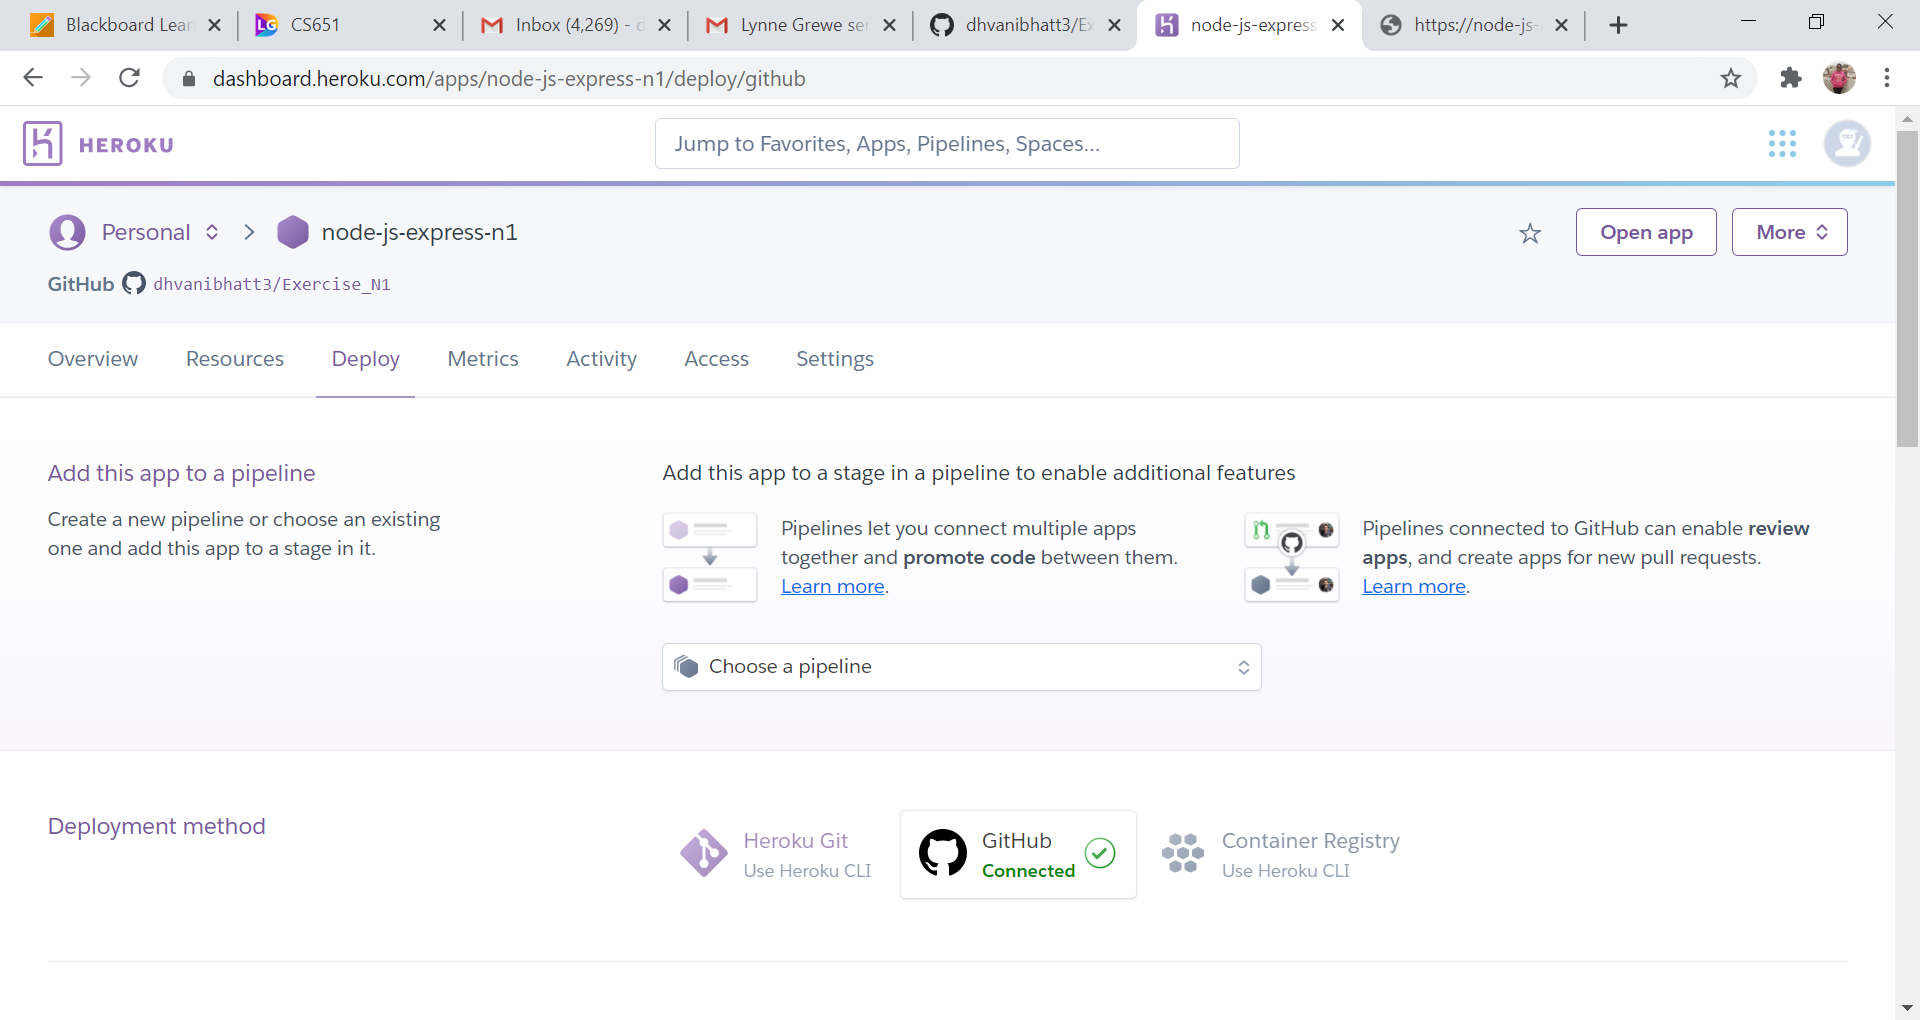 Blackboard Lear
CS651
Inbox (4,269) - d
Lynne Grewe ser
dhvanibhatt3/Ex
node-js-express
https://node-js-
dashboard.heroku.com/apps/node-js-express-n1/deploy/github
HEROKU
Jump to Favorites, Apps, Pipelines, Spaces...
Personal
node-js-express-n1
Open app
More
GitHub dhvanibhatt3/Exercise_N1
Overview
Resources
Deploy
Metrics
Activity
Access
Settings
Add this app to a pipeline
Create a new pipeline or choose an existing
one and add this app to a stage in it.
Add this app to a stage in a pipeline to enable additional features
Pipelines let you connect multiple apps
together and promote code between them.
Learn more.
Pipelines connected to GitHub can enable review
apps, and create apps for new pull requests.
Learn more.
Choose a pipeline
Deployment method
Heroku Git
Use Heroku CLI
GitHub
Connected
Container Registry
Use Heroku CLI